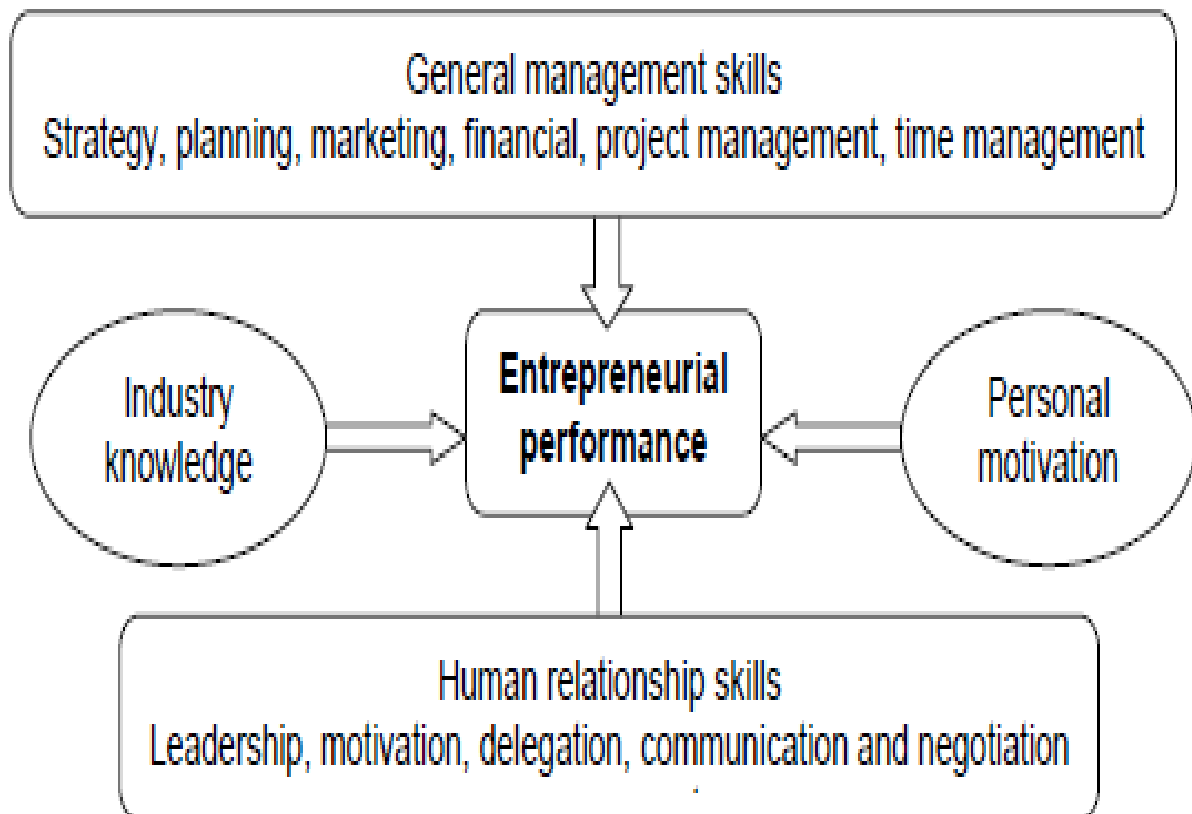 General management skills
Strategy, planning, marketing, financial, project management, time management
Industry
knowledge
Entrepreneurial
performance
Personal
motivation
Human relationship skills
Leadership, motivation, delegation, communication and negotiation